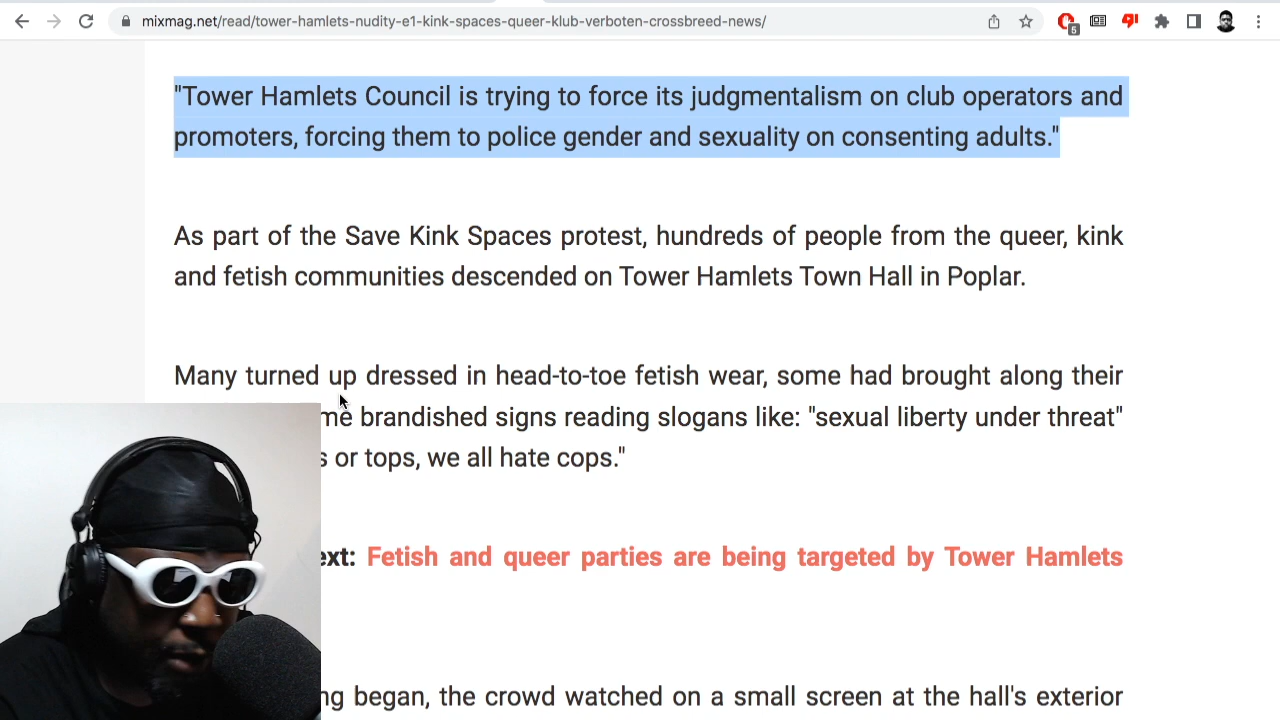 mixmag.net/read/tower-hamlets-nudity-e1-kink-spaces-queer-klub-verboten-crossbreed-news/
5
"Tower Hamlets Council is trying to force its judgmentalism on club operators and
promoters, forcing them to police gender and sexuality on consenting adults."
As part of the Save Kink Spaces protest, hundreds of people from the queer, kink
and fetish communities descended on Tower Hamlets Town Hall in Poplar.
Many turned up dressed in head-to-toe fetish wear, some had brought along their
me brandished signs reading slogans like: "sexual liberty under threat"
s or tops, we all hate cops."
ext: Fetish and queer parties are being targeted by Tower Hamlets
ng began, the crowd watched on a small screen at the hall's exterior